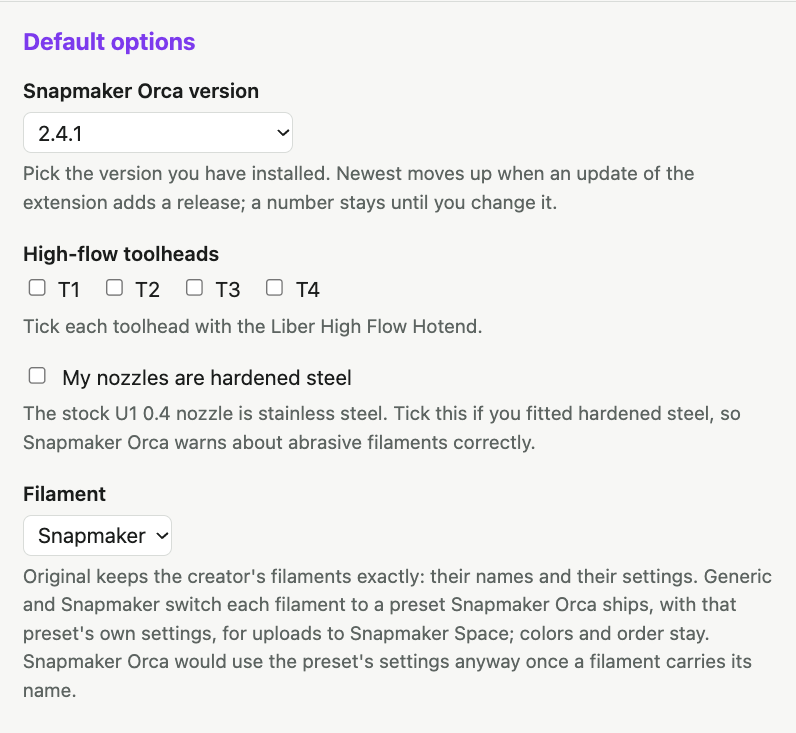 Default options
Snapmaker Orca version
2.4.1
Pick the version you have installed. Newest moves up when an update of the
extension adds a release; a number stays until you change it.
High-flow toolheads
T1 T2 T3 T4
Tick each toolhead with the Liber High Flow Hotend.
My nozzles are hardened steel
The stock U1 0.4 nozzle is stainless steel. Tick this if you fitted hardened steel, so
Snapmaker Orca warns about abrasive filaments correctly.
Filament
Snapmaker
Original keeps the creator's filaments exactly: their names and their settings. Generic
and Snapmaker switch each filament to a preset Snapmaker Orca ships, with that
preset's own settings, for uploads to Snapmaker Space; colors and order stay.
Snapmaker Orca would use the preset's settings anyway once a filament carries its
name.